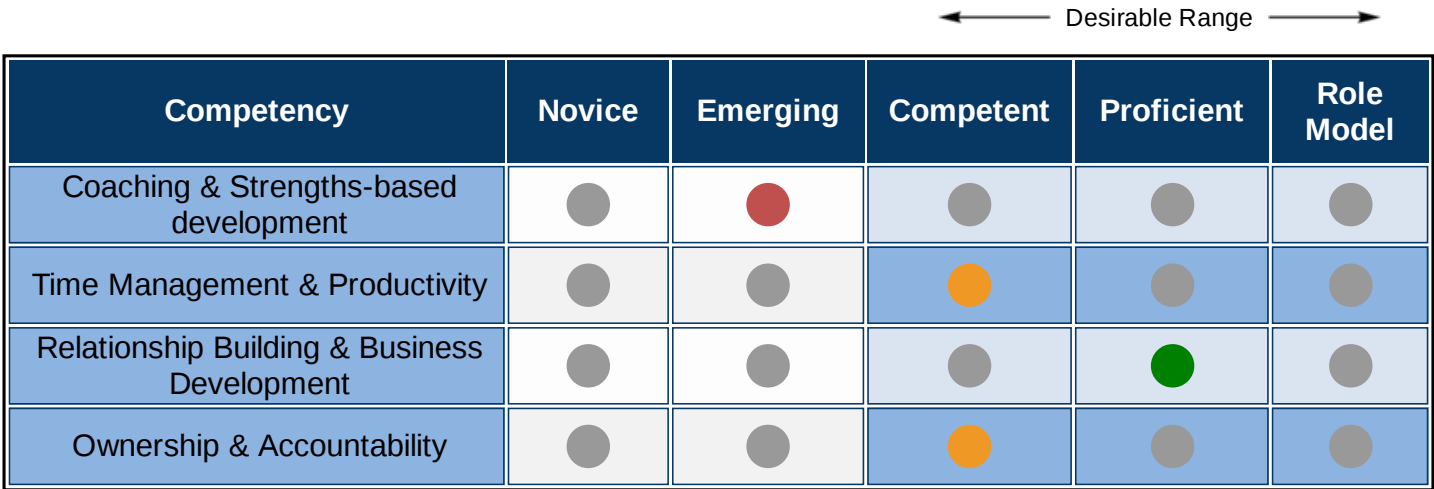 Desirable Range
Competency Novice Emerging Competent Proficient Role Model
Coaching & Strengths-based
development
Time Management & Productivity
Relationship Building & Business
Development
Ownership & Accountability